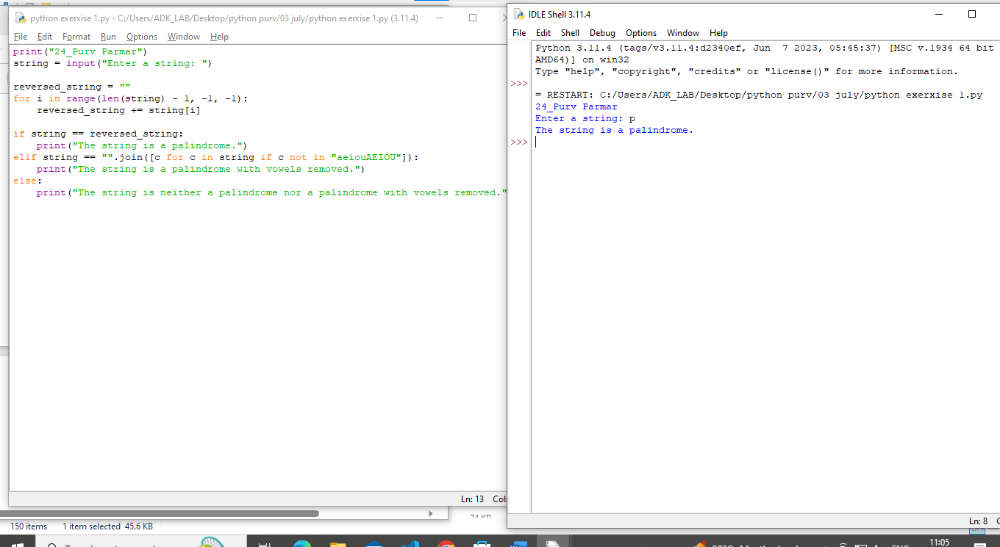 python exerxise 1.py - C:/Users/ADK_LAB/Desktop/python purv/03 july/python exerxise 1.py (3.11.4)
File Edit Format Run Options Window Help
print("24_Purv Parmar")
string = input("Enter a string: ")
reversed_string = ""
for i in range(len(string) - 1, -1, -1):
    reversed_string += string[i]
if string == reversed_string:
    print("The string is a palindrome.")
elif string == "".join([c for c in string if c not in "aeiouAEIOU"]):
    print("The string is a palindrome with vowels removed.")
else:
    print("The string is neither a palindrome nor a palindrome with vowels removed."
Ln: 13 Col:
IDLE Shell 3.11.4
File Edit Shell Debug Options Window Help
Python 3.11.4 (tags/v3.11.4:d2340ef, Jun  7 2023, 05:45:37) [MSC v.1934 64 bit
AMD64)] on win32
Type "help", "copyright", "credits" or "license()" for more information.
>>>
= RESTART: C:/Users/ADK_LAB/Desktop/python purv/03 july/python exerxise 1.py
24_Purv Parmar
Enter a string: p
The string is a palindrome.
>>>
Ln: 8
150 items 1 item selected 45.6 KB
11:05